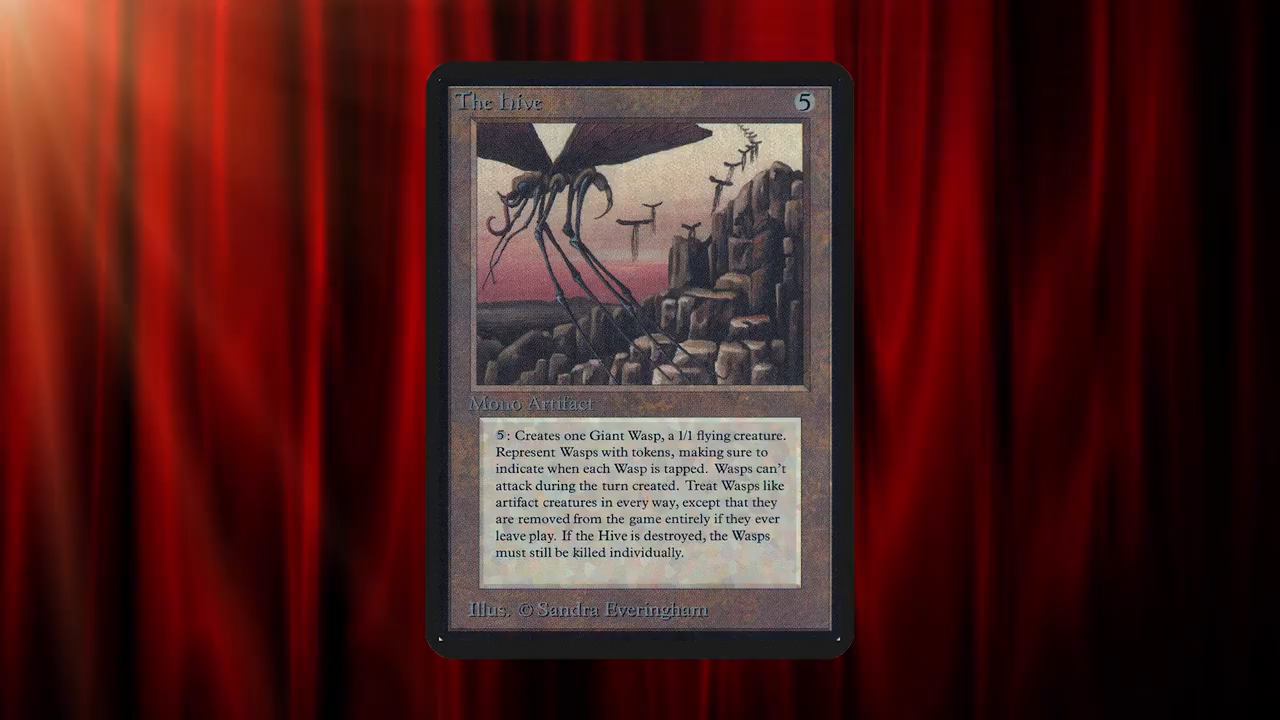 The Hive
5
Mono Artifact
5: Creates one Giant Wasp, a 1/1 flying creature.
Represent Wasps with tokens, making sure to
indicate when each Wasp is tapped. Wasps can't
attack during the turn created. Treat Wasps like
artifact creatures in every way, except that they
are removed from the game entirely if they ever
leave play. If the Hive is destroyed, the Wasps
must still be killed individually.
Illus. © Sandra Everingham